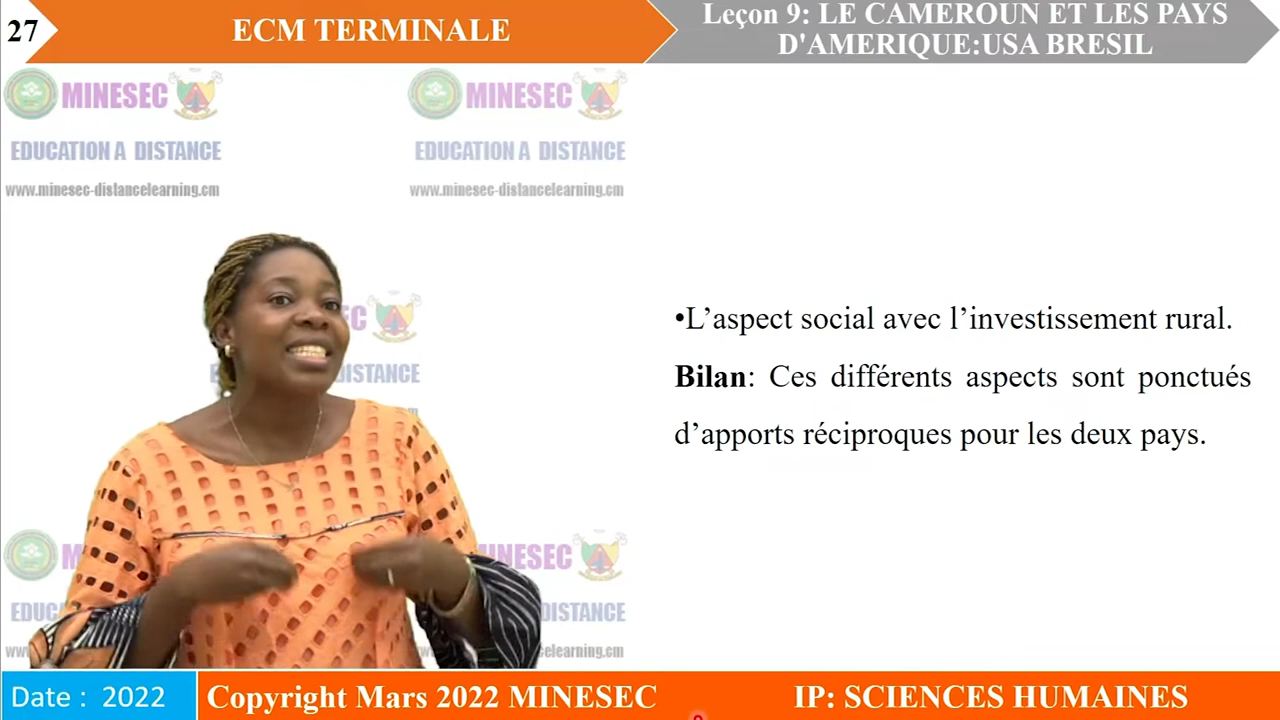 27
ECM TERMINALE
Leçon 9: LE CAMEROUN ET LES PAYS
D'AMERIQUE:USA BRESIL
MINESEC
MINESEC
EDUCATION A DISTANCE
EDUCATION A DISTANCE
www.minesec-distancelearning.cm
www.minesec-distancelearning.cm
•L’aspect social avec l’investissement rural.
Bilan: Ces différents aspects sont ponctués
d’apports réciproques pour les deux pays.
DISTANCE
DISTANCE
Date : 2022
Copyright Mars 2022 MINESEC
IP: SCIENCES HUMAINES